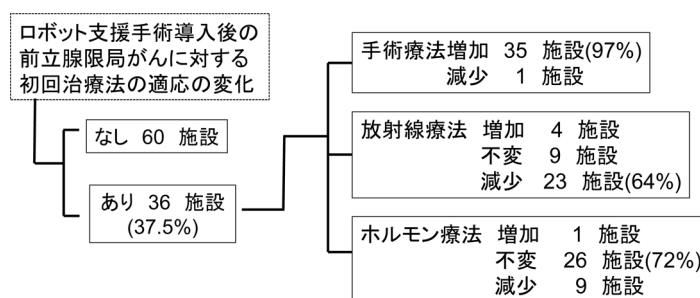 ロボット支援手術導入後の
前立腺限局がんに対する
初回治療法の適応の変化
なし 60 施設
あり 36 施設
(37.5%)
手術療法増加 35 施設(97%)
減少 1 施設
放射線療法 増加 4 施設
不変 9 施設
減少 23 施設(64%)
ホルモン療法 増加 1 施設
不変 26 施設(72%)
減少 9 施設